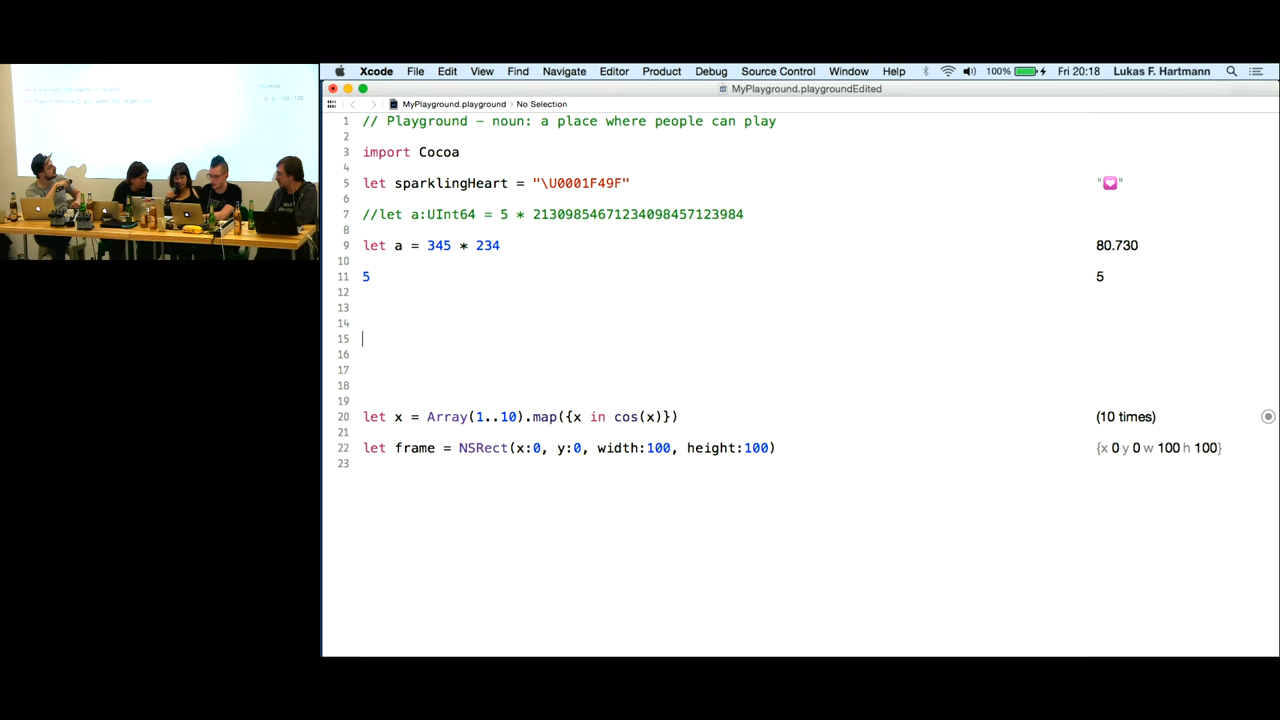 Xcode File Edit View Find Navigate Editor Product Debug Source Control Window Help 100% Fri 20:18 Lukas F. Hartmann
MyPlayground.playgroundEdited
MyPlayground.playground › No Selection
1 // Playground – noun: a place where people can play
2
3 import Cocoa
4
5 let sparklingHeart = "\U0001F49F" "💟"
6
7 //let a:UInt64 = 5 * 21309854671234098457123984
8
9 let a = 345 * 234 80.730
10
11 5 5
12
13
14
15
16
17
18
19
20 let x = Array(1..10).map({x in cos(x)}) (10 times)
21
22 let frame = NSRect(x:0, y:0, width:100, height:100) {x 0 y 0 w 100 h 100}
23